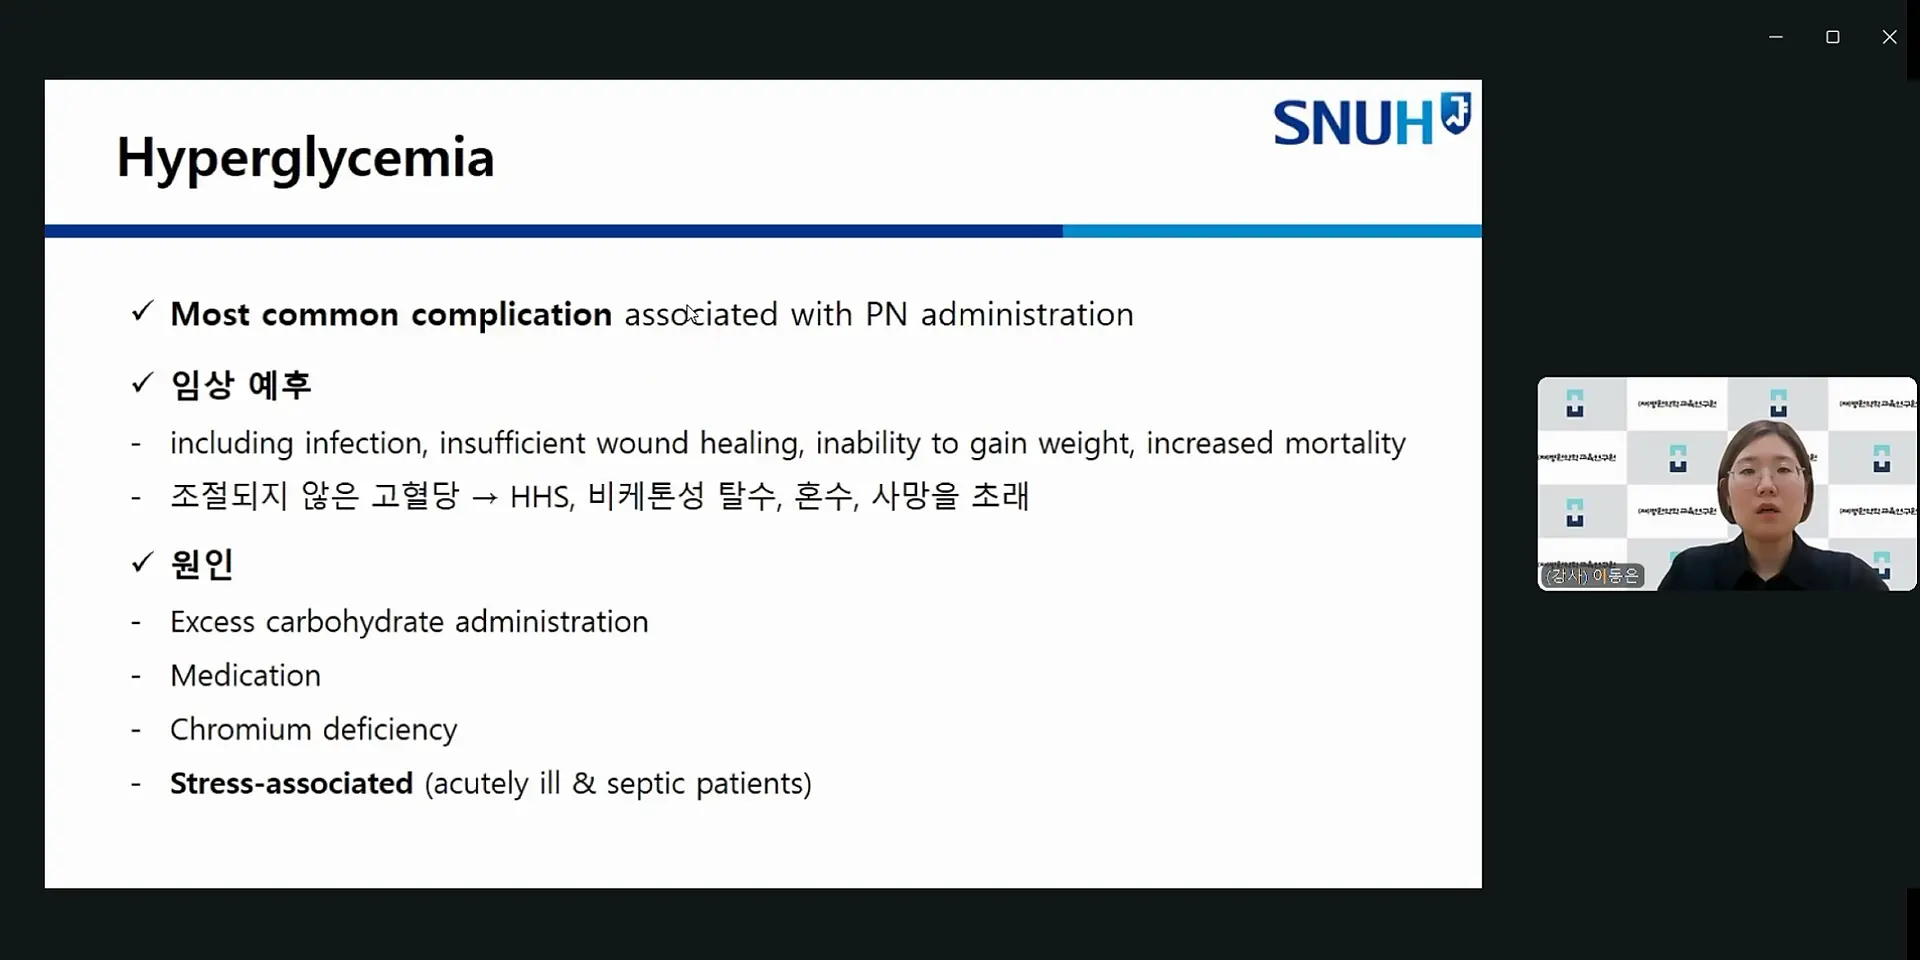 SNUH
Hyperglycemia
✓ Most common complication associated with PN administration
✓ 임상 예후
- including infection, insufficient wound healing, inability to gain weight, increased mortality
- 조절되지 않은 고혈당 → HHS, 비케톤성 탈수, 혼수, 사망을 초래
✓ 원인
- Excess carbohydrate administration
- Medication
- Chromium deficiency
- Stress-associated (acutely ill & septic patients)
(강사) 이동은